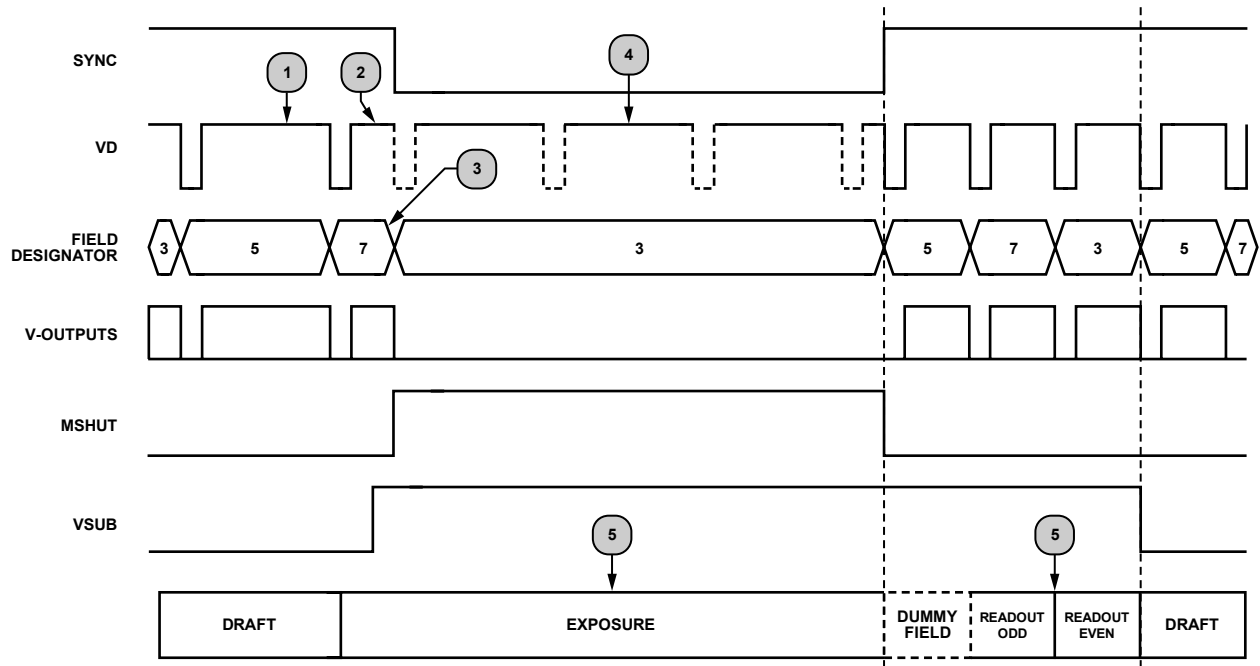 SYNC
1
2
4
VD
3
FIELD
DESIGNATOR
3
5
7
3
5
7
3
5
7
V-OUTPUTS
MSHUT
VSUB
5
5
DRAFT
EXPOSURE
DUMMY
FIELD
READOUT
ODD
READOUT
EVEN
DRAFT